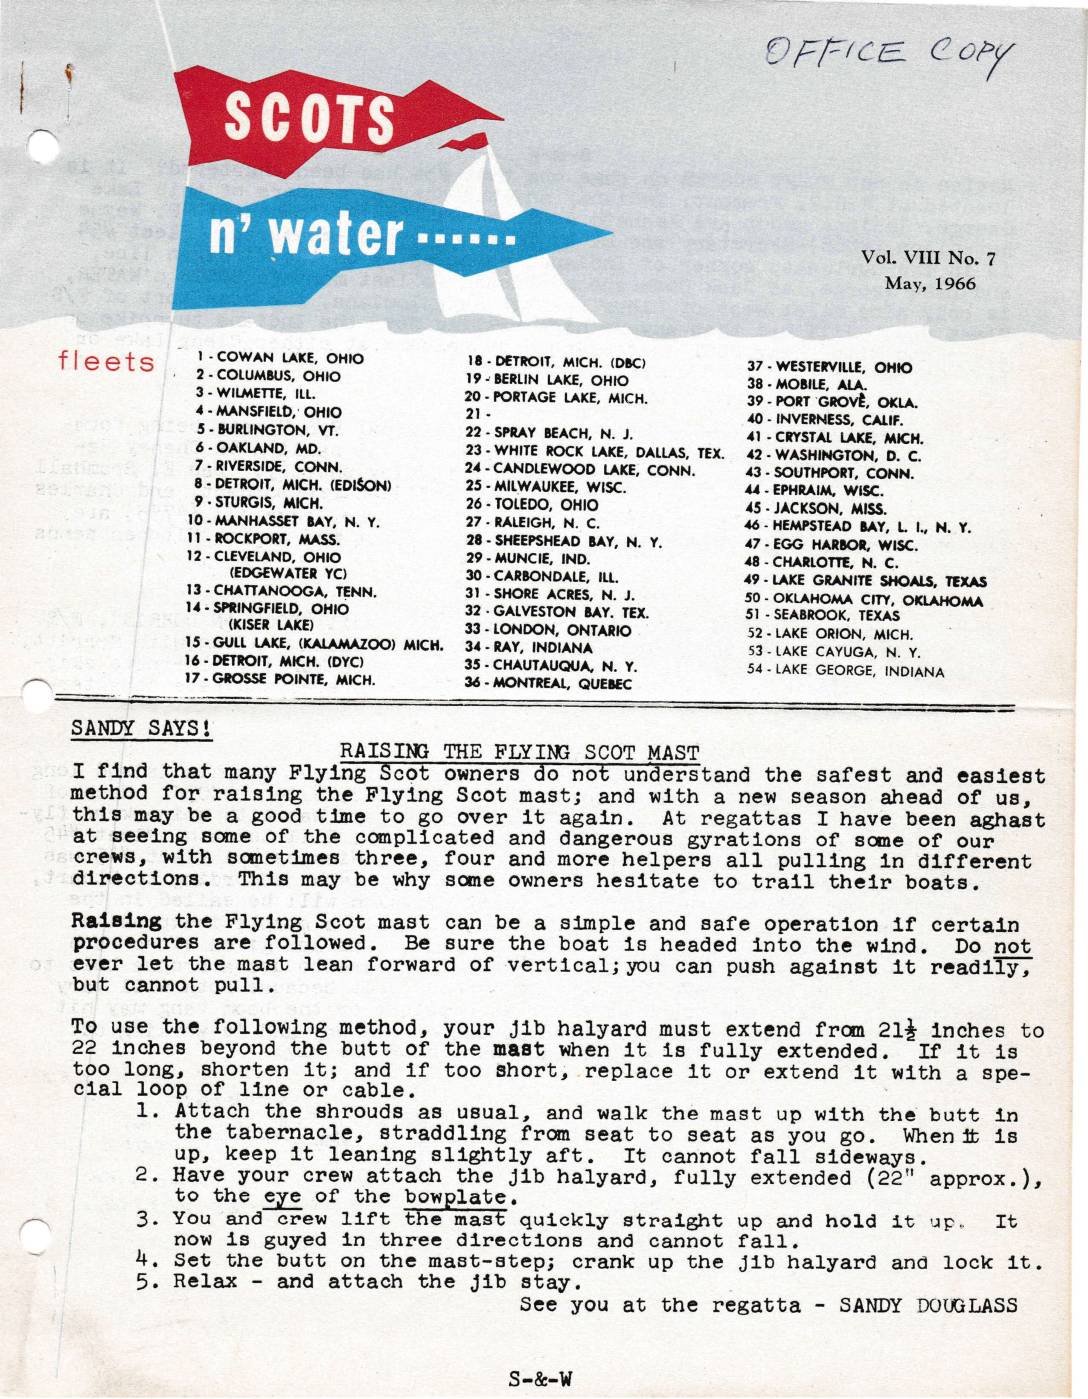 OFFICE COPY
SCOTS
n' water ......
Vol. VIII No. 7
May, 1966
fleets
1 - COWAN LAKE, OHIO
2 - COLUMBUS, OHIO
3 - WILMETTE, ILL.
4 - MANSFIELD, OHIO
5 - BURLINGTON, VT.
6 - OAKLAND, MD.
7 - RIVERSIDE, CONN.
8 - DETROIT, MICH. (EDISON)
9 - STURGIS, MICH.
10 - MANHASSET BAY, N. Y.
11 - ROCKPORT, MASS.
12 - CLEVELAND, OHIO
(EDGEWATER YC)
13 - CHATTANOOGA, TENN.
14 - SPRINGFIELD, OHIO
(KISER LAKE)
15 - GULL LAKE, (KALAMAZOO) MICH.
16 - DETROIT, MICH. (DYC)
17 - GROSSE POINTE, MICH.
18 - DETROIT, MICH. (DBC)
19 - BERLIN LAKE, OHIO
20 - PORTAGE LAKE, MICH.
21 -
22 - SPRAY BEACH, N. J.
23 - WHITE ROCK LAKE, DALLAS, TEX.
24 - CANDLEWOOD LAKE, CONN.
25 - MILWAUKEE, WISC.
26 - TOLEDO, OHIO
27 - RALEIGH, N. C.
28 - SHEEPSHEAD BAY, N. Y.
29 - MUNCIE, IND.
30 - CARBONDALE, ILL.
31 - SHORE ACRES, N. J.
32 - GALVESTON BAY. TEX.
33 - LONDON, ONTARIO
34 - RAY, INDIANA
35 - CHAUTAUQUA, N. Y.
36 - MONTREAL, QUEBEC
37 - WESTERVILLE, OHIO
38 - MOBILE, ALA.
39 - PORT GROVE, OKLA.
40 - INVERNESS, CALIF.
41 - CRYSTAL LAKE, MICH.
42 - WASHINGTON, D. C.
43 - SOUTHPORT, CONN.
44 - EPHRAIM, WISC.
45 - JACKSON, MISS.
46 - HEMPSTEAD BAY, L. I., N. Y.
47 - EGG HARBOR, WISC.
48 - CHARLOTTE, N. C.
49 - LAKE GRANITE SHOALS, TEXAS
50 - OKLAHOMA CITY, OKLAHOMA
51 - SEABROOK, TEXAS
52 - LAKE ORION, MICH.
53 - LAKE CAYUGA, N. Y.
54 - LAKE GEORGE, INDIANA
SANDY SAYS!
RAISING THE FLYING SCOT MAST
I find that many Flying Scot owners do not understand the safest and easiest
method for raising the Flying Scot mast; and with a new season ahead of us,
this may be a good time to go over it again. At regattas I have been aghast
at seeing some of the complicated and dangerous gyrations of some of our
crews, with sometimes three, four and more helpers all pulling in different
directions. This may be why some owners hesitate to trail their boats.
Raising the Flying Scot mast can be a simple and safe operation if certain
procedures are followed. Be sure the boat is headed into the wind. Do not
ever let the mast lean forward of vertical; you can push against it readily,
but cannot pull.
To use the following method, your jib halyard must extend from 21½ inches to
22 inches beyond the butt of the mast when it is fully extended. If it is
too long, shorten it; and if too short, replace it or extend it with a spe-
cial loop of line or cable.
1. Attach the shrouds as usual, and walk the mast up with the butt in
the tabernacle, straddling from seat to seat as you go. When it is
up, keep it leaning slightly aft. It cannot fall sideways.
2. Have your crew attach the jib halyard, fully extended (22" approx.),
to the eye of the bowplate.
3. You and crew lift the mast quickly straight up and hold it up. It
now is guyed in three directions and cannot fall.
4. Set the butt on the mast-step; crank up the jib halyard and lock it.
5. Relax - and attach the jib stay.
See you at the regatta - SANDY DOUGLASS
S-&-W